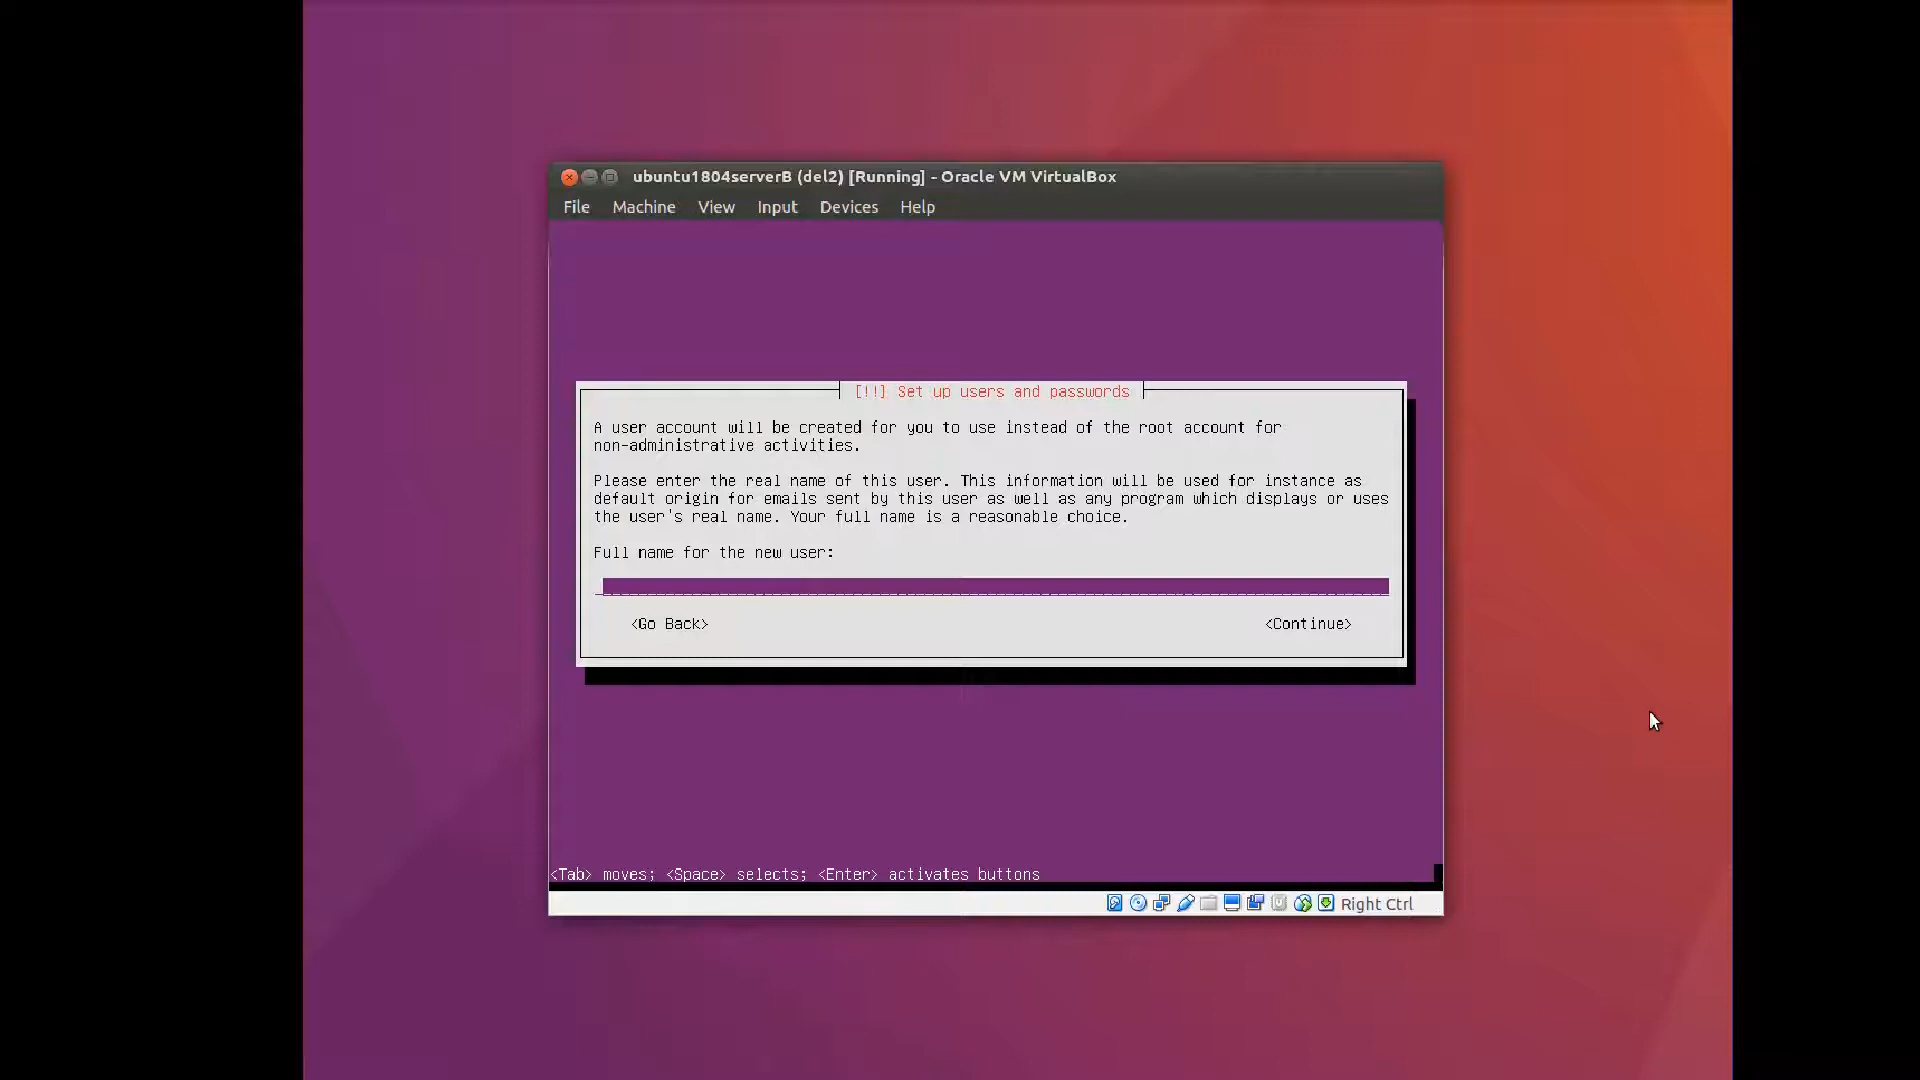 ubuntu1804serverB (del2) [Running] - Oracle VM VirtualBox
File Machine View Input Devices Help
[!!] Set up users and passwords
A user account will be created for you to use instead of the root account for
non-administrative activities.
Please enter the real name of this user. This information will be used for instance as
default origin for emails sent by this user as well as any program which displays or uses
the user's real name. Your full name is a reasonable choice.
Full name for the new user:
<Go Back> <Continue>
<Tab> moves; <Space> selects; <Enter> activates buttons
Right Ctrl